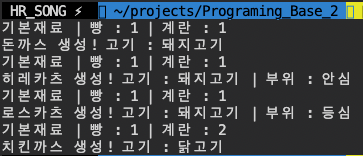 HR_SONG ⚡ ~/projects/Programing_Base_2
기본재료 | 빵 : 1 | 계란 : 1
돈까스 생성! 고기 : 돼지고기
기본재료 | 빵 : 1 | 계란 : 1
히레카츠 생성! 고기 : 돼지고기 | 부위 : 안심
기본재료 | 빵 : 1 | 계란 : 1
로스카츠 생성! 고기 : 돼지고기 | 부위 : 등심
기본재료 | 빵 : 1 | 계란 : 2
치킨까스 생성! 고기 : 닭고기